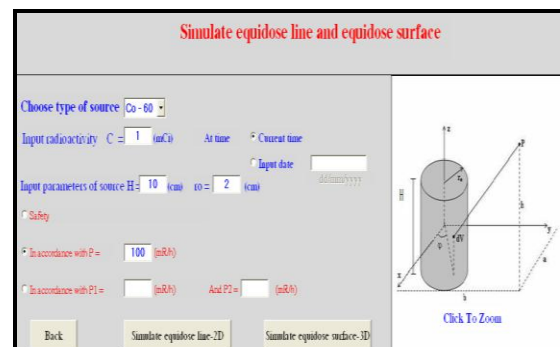 Simulate equidose line and equidose surface
Choose type of source Co - 60
Input radioactivity C = 1 (mCi) At time Current time
Input date
dd/mm/yyyy
Input parameters of source H = 10 (cm) ro = 2 (cm)
Safety
In accordance with P = 100 (mR/h)
In accordance with P1 = (mR/h) And P2 = (mR/h)
Back Simulate equidose line-2D Simulate equidose surface-3D
z
P
r₀
H
h
dV
y
φ
a
x
b
Click To Zoom